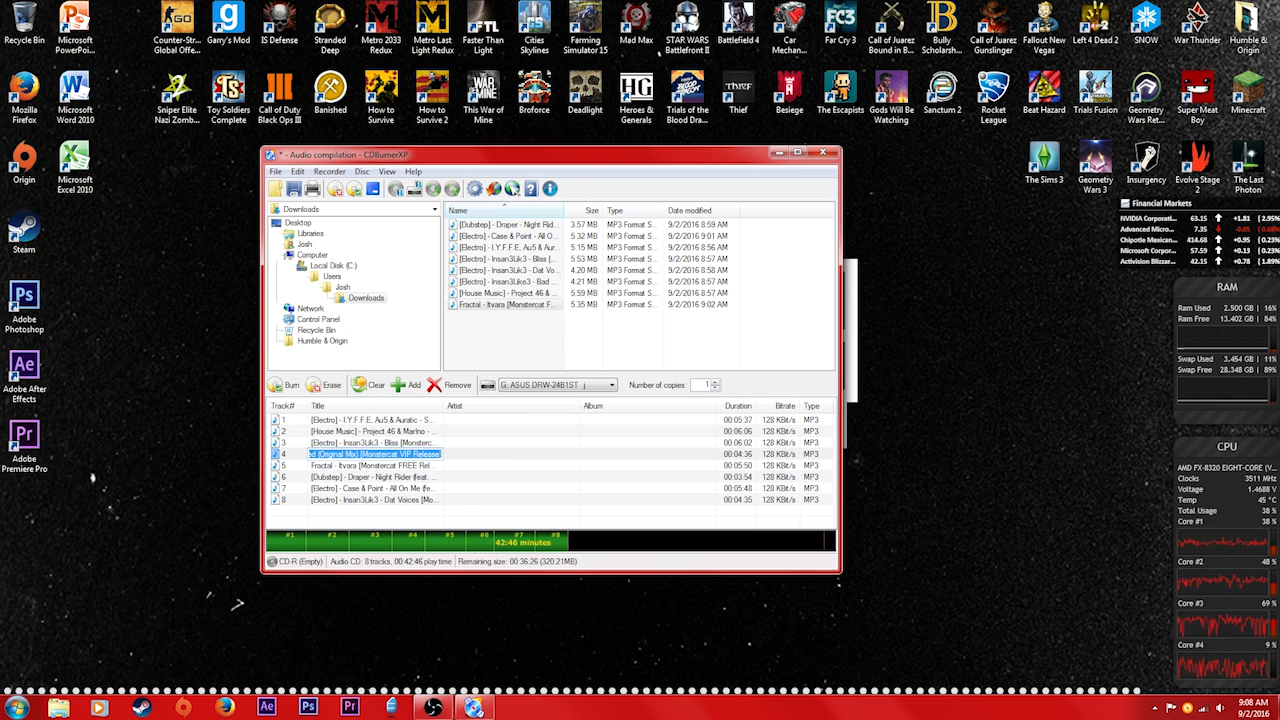 Recycle Bin
Microsoft PowerPoi...
Counter-Str... Global Offe...
Garry's Mod
IS Defense
Stranded Deep
Metro 2033 Redux
Metro Last Light Redux
Faster Than Light
Cities Skylines
Farming Simulator 15
Mad Max
STAR WARS Battlefront II
Battlefield 4
Car Mechan...
Far Cry 3
Call of Juarez Bound in B...
Bully Scholarsh...
Call of Juarez Gunslinger
Fallout New Vegas
Left 4 Dead 2
SNOW
War Thunder
Humble & Origin
Mozilla Firefox
Microsoft Word 2010
Sniper Elite Nazi Zomb...
Toy Soldiers Complete
Call of Duty Black Ops III
Banished
How to Survive
How to Survive 2
This War of Mine
Broforce
Deadlight
Heroes & Generals
Trials of the Blood Dra...
Thief
Besiege
The Escapists
Gods Will Be Watching
Sanctum 2
Rocket League
Beat Hazard
Trials Fusion
Geometry Wars Ret...
Super Meat Boy
Minecraft
Origin
Microsoft Excel 2010
The Sims 3
Geometry Wars 3
Insurgency
Evolve Stage 2
The Last Photon
Steam
Adobe Photoshop
Adobe After Effects
Adobe Premiere Pro
* - Audio compilation - CDBurnerXP
File Edit Recorder Disc View Help
Downloads
Desktop
Libraries
Josh
Computer
Local Disk (C:)
Users
Josh
Downloads
Network
Control Panel
Recycle Bin
Humble & Origin
Name Size Type Date modified
[Dubstep] - Draper - Night Rid... 3.57 MB MP3 Format S... 9/2/2016 8:59 AM
[Electro] - Case & Point - All O... 5.32 MB MP3 Format S... 9/2/2016 9:01 AM
[Electro] - I.Y.F.F.E, Au5 & Aur... 5.15 MB MP3 Format S... 9/2/2016 8:56 AM
[Electro] - Insan3Lik3 - Bliss [... 5.53 MB MP3 Format S... 9/2/2016 8:57 AM
[Electro] - Insan3Lik3 - Dat Vo... 4.20 MB MP3 Format S... 9/2/2016 8:58 AM
[Electro] - Insan3Lik3 - Bad ... 4.21 MB MP3 Format S... 9/2/2016 8:57 AM
[House Music] - Project 46 &... 5.59 MB MP3 Format S... 9/2/2016 8:57 AM
Fractal - Itvara [Monstercat F... 5.35 MB MP3 Format S... 9/2/2016 9:02 AM
Burn Erase Clear Add Remove G: ASUS DRW-24B1ST j Number of copies: 1
Track# Title Artist Album Duration Bitrate Type
1 [Electro] - I.Y.F.F.E, Au5 & Auratic - S... 00:05:37 128 KBit/s MP3
2 [House Music] - Project 46 & Marino - ... 00:06:06 128 KBit/s MP3
3 [Electro] - Insan3Lik3 - Bliss [Monsterc... 00:06:02 128 KBit/s MP3
4 ed (Original Mix) [Monstercat VIP Release] 00:04:36 128 KBit/s MP3
5 Fractal - Itvara [Monstercat FREE Rel... 00:05:50 128 KBit/s MP3
6 [Dubstep] - Draper - Night Rider (feat. ... 00:03:54 128 KBit/s MP3
7 [Electro] - Case & Point - All On Me (fe... 00:05:48 128 KBit/s MP3
8 [Electro] - Insan3Lik3 - Dat Voices [Mo... 00:04:35 128 KBit/s MP3
#1 #2 #3 #4 #5 #6 #7 #8
42:46 minutes
CD-R (Empty) Audio CD: 8 tracks, 00:42:46 play time Remaining size: 00:36:26 (320.21MB)
Financial Markets
NVIDIA Corporati... 63.15 +1.83 (2.95%)
Advanced Micro... 7.35 -0.05 (0.68%)
Chipotle Mexican... 414.68 +0.95 (0.23%)
Microsoft Corpor... 57.59 +0.13 (0.23%)
Activision Blizzar... 42.15 +0.78 (1.89%)
RAM
Ram Used 2.500 GB | 16%
Ram Free 13.402 GB | 84%
Swap Used 3.454 GB | 11%
Swap Free 28.348 GB | 89%
CPU
AMD FX-8320 EIGHT-CORE (V...
Clocks 3511 MHz
Voltage 1.4688 V
Temp 45 °C
Total Usage 38 %
Core #1 38 %
Core #2 48 %
Core #3 69 %
Core #4 9 %
9:08 AM
9/2/2016